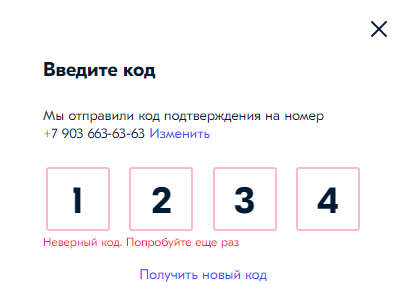 Введите код
Мы отправили код подтверждения на номер
+7 903 663-63-63 Изменить
1 2 3 4
Неверный код. Попробуйте еще раз
Получить новый код